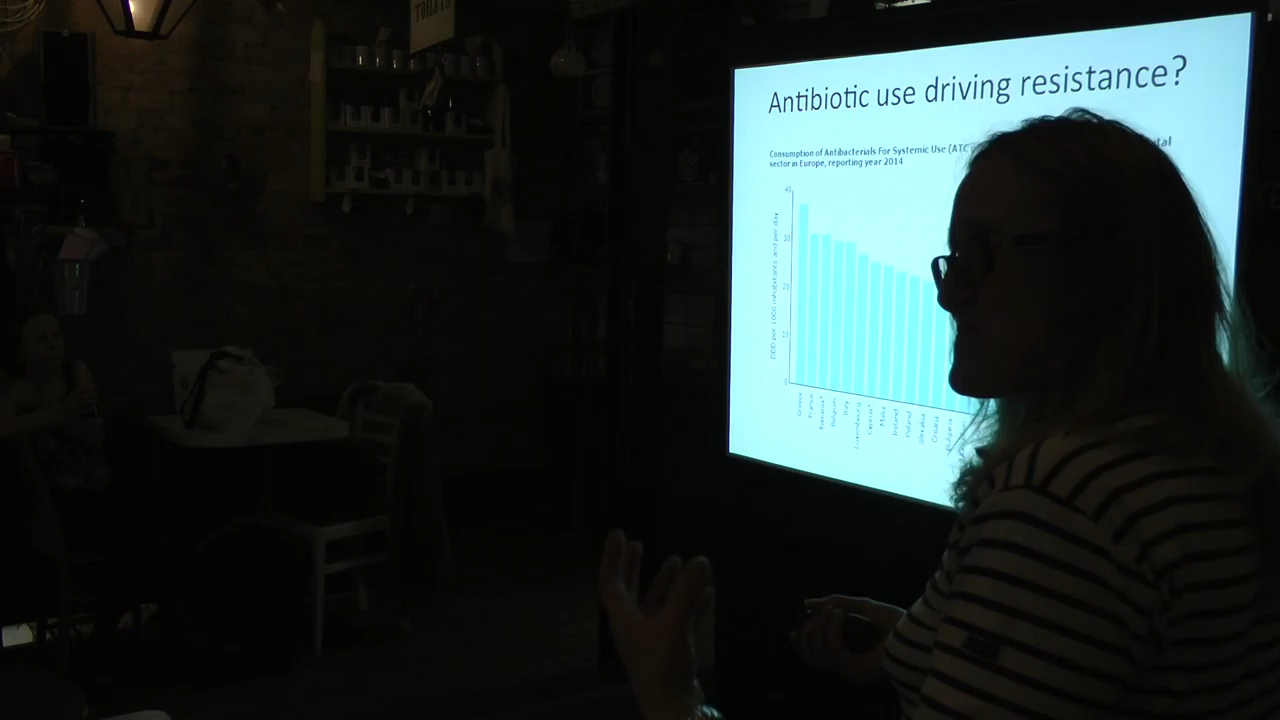 TOILETS
Antibiotic use driving resistance?
Consumption of Antibacterials For Systemic Use (ATC
sector in Europe, reporting year 2014
40
30
20
10
0
DDD per 1000 inhabitants and per day
Greece
France
Romania*
Belgium
Italy
Luxembourg
Cyprus*
Malta
Ireland
Poland
Slovakia
Croatia
Bulgaria